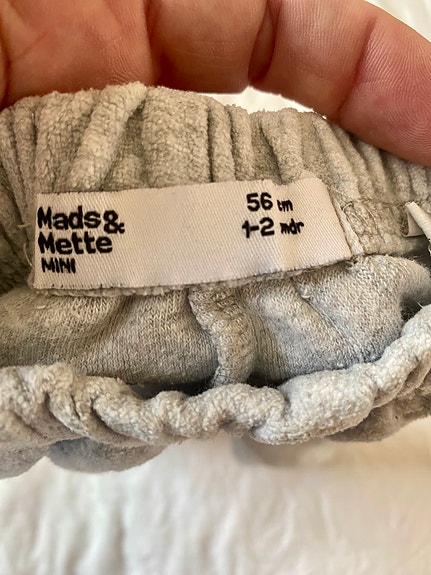 Mads &
Mette
MINI
56 cm
1-2 mdr